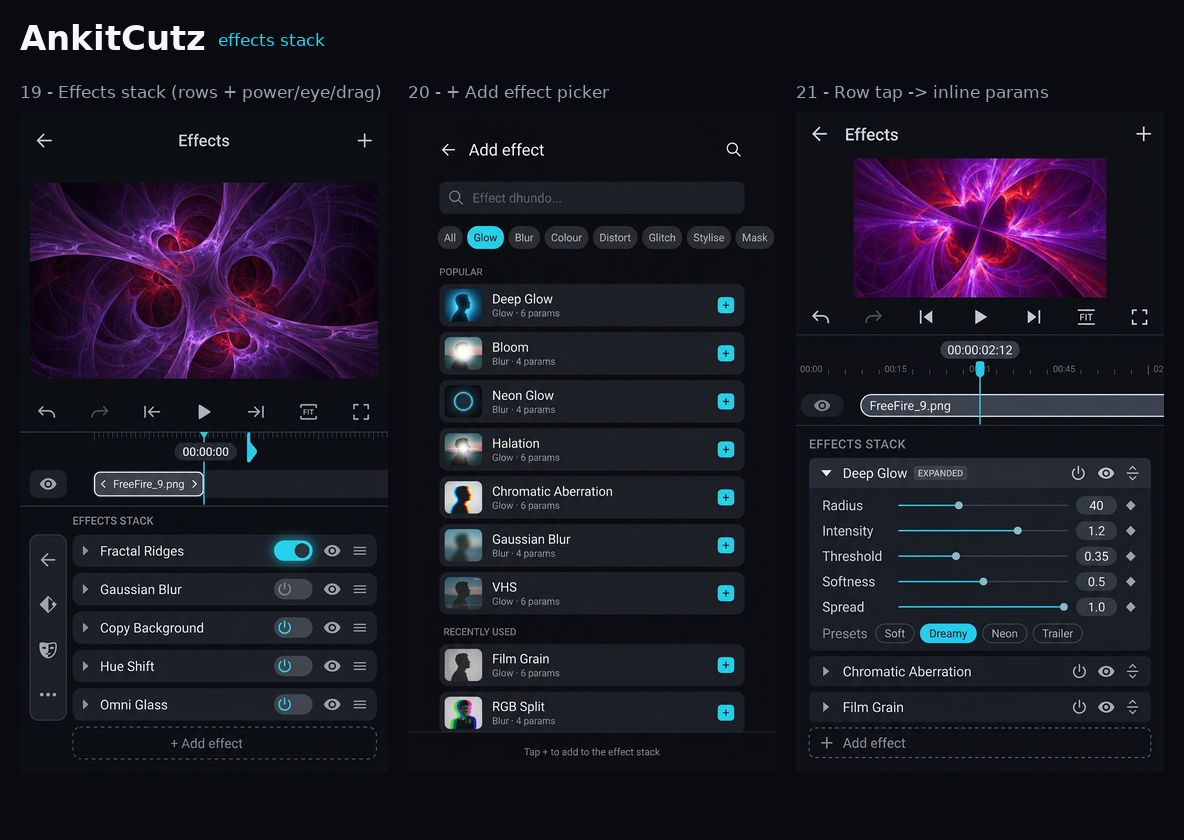 AnkitCutz effects stack
19 - Effects stack (rows + power/eye/drag)
Effects
FIT
00:00:00
FreeFire_9.png
EFFECTS STACK
Fractal Ridges
Gaussian Blur
Copy Background
Hue Shift
Omni Glass
+ Add effect
20 - + Add effect picker
Add effect
Effect dhundo...
All Glow Blur Colour Distort Glitch Stylise Mask
POPULAR
Deep Glow
Glow · 6 params
Bloom
Blur · 4 params
Neon Glow
Blur · 4 params
Halation
Glow · 6 params
Chromatic Aberration
Glow · 6 params
Gaussian Blur
Blur · 4 params
VHS
Glow · 6 params
RECENTLY USED
Film Grain
Glow · 6 params
RGB Split
Blur · 4 params
Tap + to add to the effect stack
21 - Row tap -> inline params
Effects
FIT
00:00:02:12
00:00 00:15 00:45 02
FreeFire_9.png
EFFECTS STACK
Deep Glow EXPANDED
Radius 40
Intensity 1.2
Threshold 0.35
Softness 0.5
Spread 1.0
Presets Soft Dreamy Neon Trailer
Chromatic Aberration
Film Grain
+ Add effect